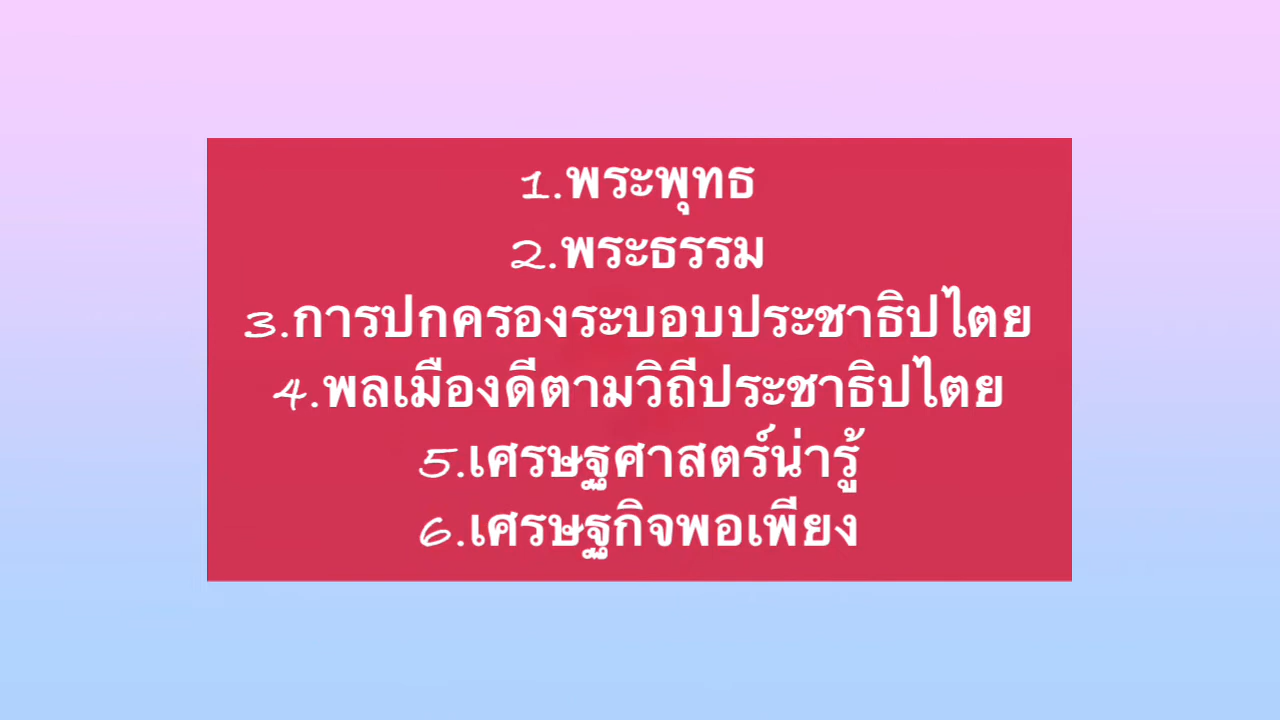 1.พระพุทธ
2.พระธรรม
3.การปกครองระบอบประชาธิปไตย
4.พลเมืองดีตามวิถีประชาธิปไตย
5.เศรษฐศาสตร์น่ารู้
6.เศรษฐกิจพอเพียง